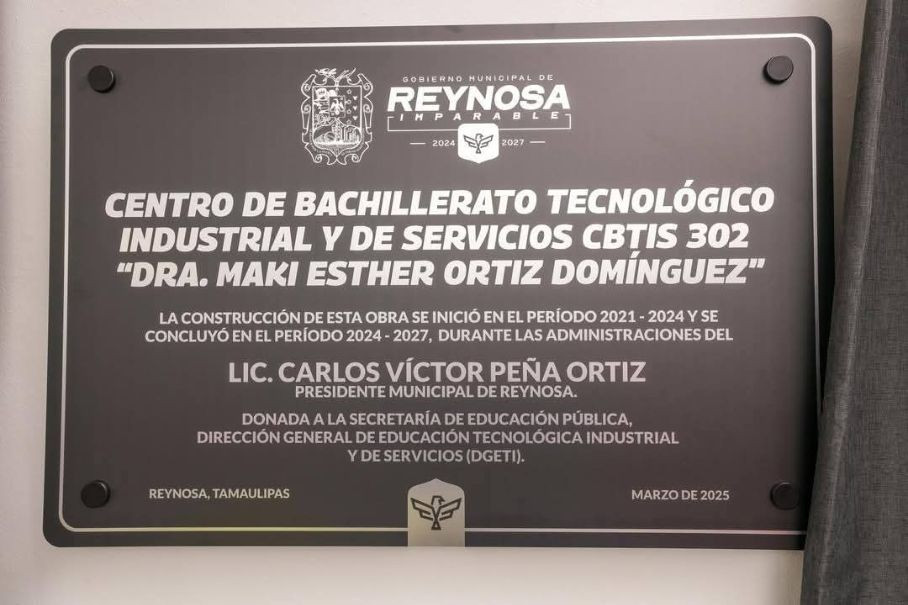 GOBIERNO MUNICIPAL DE
REYNOSA
IMPARABLE
2024 2027
CENTRO DE BACHILLERATO TECNOLÓGICO
INDUSTRIAL Y DE SERVICIOS CBTIS 302
“DRA. MAKI ESTHER ORTIZ DOMÍNGUEZ”
LA CONSTRUCCIÓN DE ESTA OBRA SE INICIÓ EN EL PERÍODO 2021 - 2024 Y SE
CONCLUYÓ EN EL PERÍODO 2024 - 2027, DURANTE LAS ADMINISTRACIONES DEL
LIC. CARLOS VÍCTOR PEÑA ORTIZ
PRESIDENTE MUNICIPAL DE REYNOSA.
DONADA A LA SECRETARÍA DE EDUCACIÓN PÚBLICA,
DIRECCIÓN GENERAL DE EDUCACIÓN TECNOLÓGICA INDUSTRIAL
Y DE SERVICIOS (DGETI).
REYNOSA, TAMAULIPAS
MARZO DE 2025